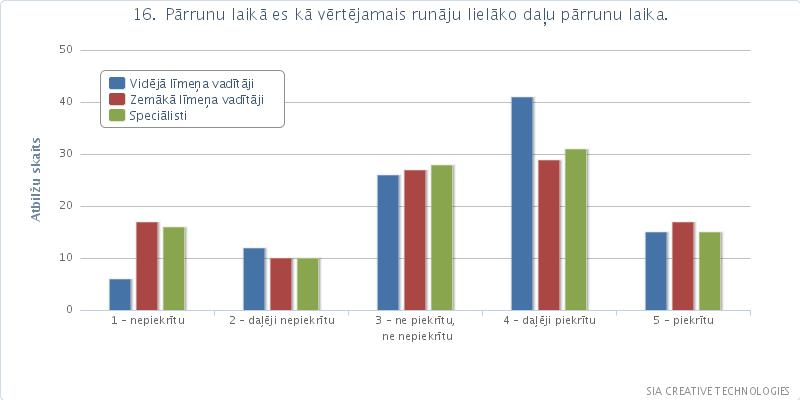 16. Pārrunu laikā es kā vērtējamais runāju lielāko daļu pārrunu laika.
50
Vidējā līmeņa vadītāji
Zemākā līmeņa vadītāji
Speciālisti
40
30
20
10
0
Atbilžu skaits
1 – nepiekrītu
2 – daļēji nepiekrītu
3 – ne piekrītu,
ne nepiekrītu
4 – daļēji piekrītu
5 – piekrītu
SIA CREATIVE TECHNOLOGIES